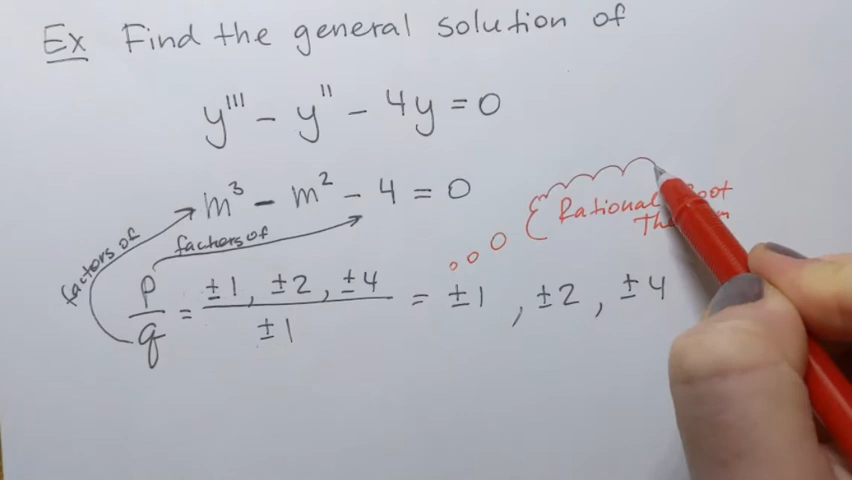 Ex Find the general solution of
y''' - y'' - 4y = 0
m³ - m² - 4 = 0
Rational
factors of
factors of
p/q = ±1, ±2, ±4 / ±1 = ±1, ±2, ±4